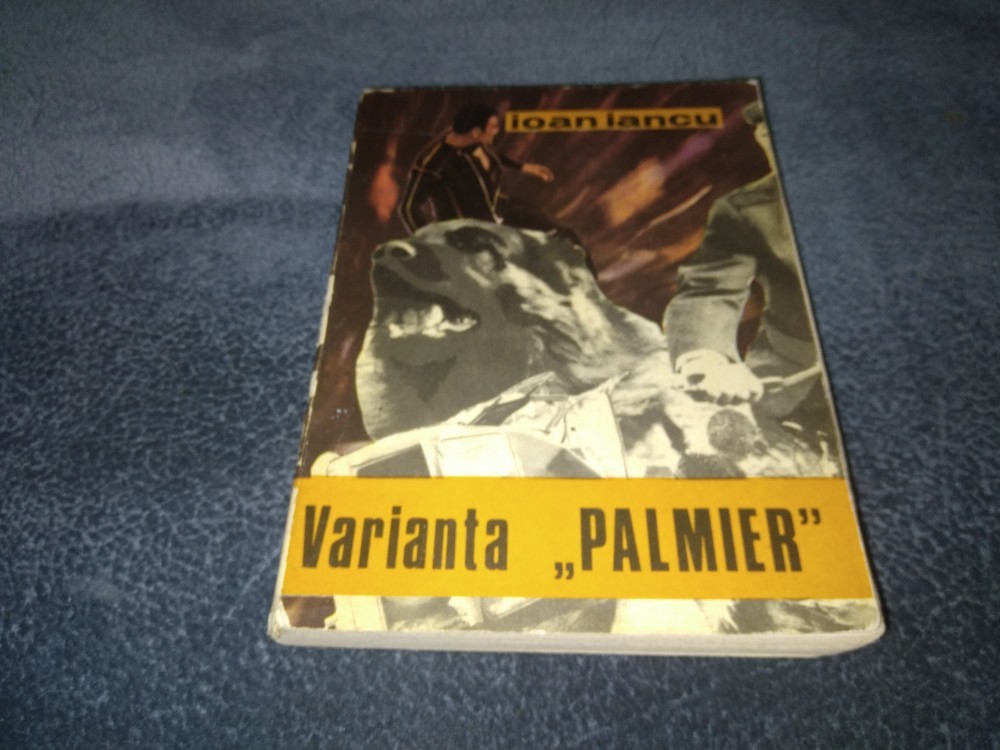 ioan iancu
Varianta „PALMIER”